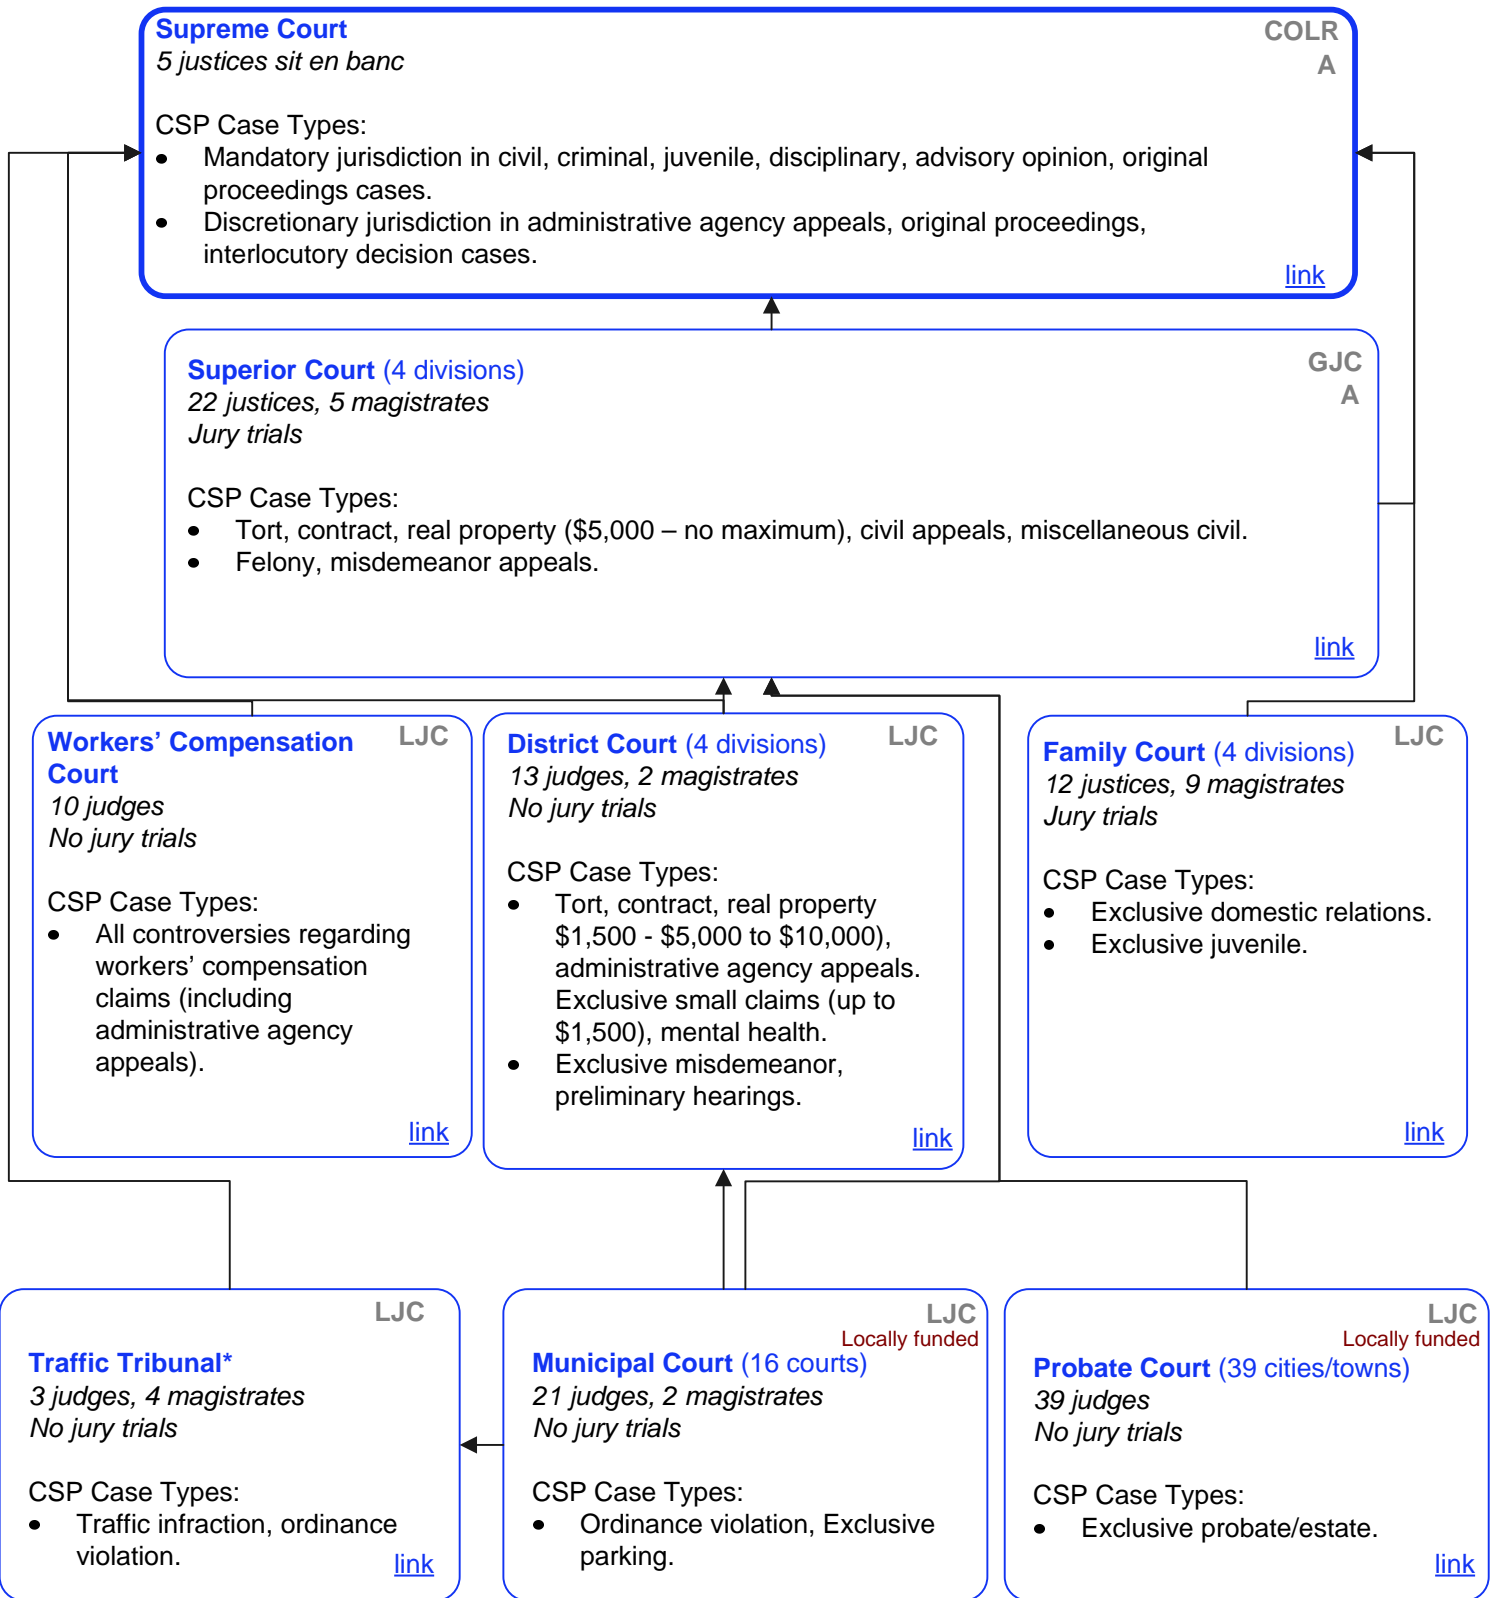 Supreme Court
COLR
5 justices sit en banc
A
CSP Case Types:
• Mandatory jurisdiction in civil, criminal, juvenile, disciplinary, advisory opinion, original
proceedings cases.
• Discretionary jurisdiction in administrative agency appeals, original proceedings,
interlocutory decision cases.
link
Superior Court (4 divisions)
GJC
22 justices, 5 magistrates
A
Jury trials
CSP Case Types:
• Tort, contract, real property ($5,000 – no maximum), civil appeals, miscellaneous civil.
• Felony, misdemeanor appeals.
link
Workers’ Compensation
LJC
Court
10 judges
No jury trials
CSP Case Types:
• All controversies regarding
workers’ compensation
claims (including
administrative agency
appeals).
link
District Court (4 divisions)
LJC
13 judges, 2 magistrates
No jury trials
CSP Case Types:
• Tort, contract, real property
$1,500 - $5,000 to $10,000),
administrative agency appeals.
Exclusive small claims (up to
$1,500), mental health.
• Exclusive misdemeanor,
preliminary hearings.
link
Family Court (4 divisions)
LJC
12 justices, 9 magistrates
Jury trials
CSP Case Types:
• Exclusive domestic relations.
• Exclusive juvenile.
link
LJC
Traffic Tribunal*
3 judges, 4 magistrates
No jury trials
CSP Case Types:
• Traffic infraction, ordinance
violation.
link
LJC
Locally funded
Municipal Court (16 courts)
21 judges, 2 magistrates
No jury trials
CSP Case Types:
• Ordinance violation, Exclusive
parking.
LJC
Locally funded
Probate Court (39 cities/towns)
39 judges
No jury trials
CSP Case Types:
• Exclusive probate/estate.
link